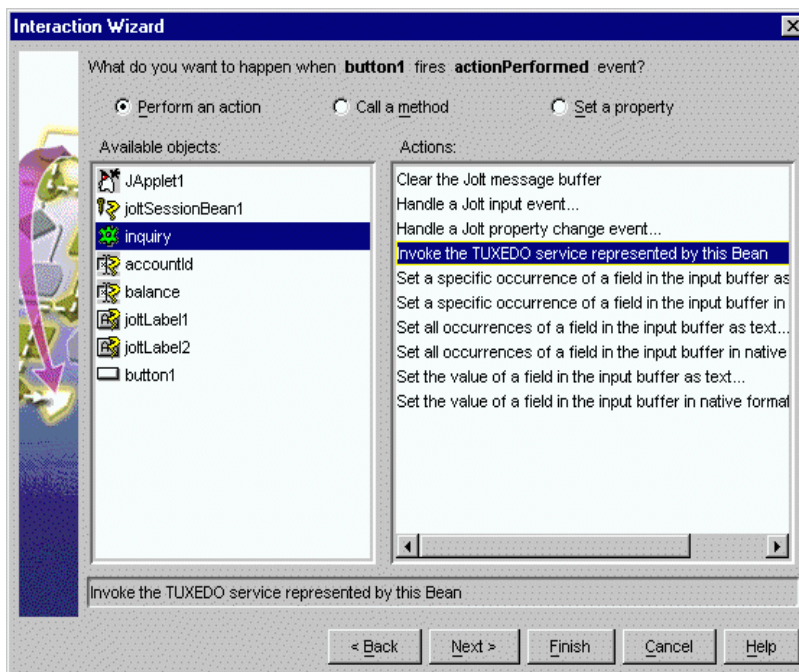 Interaction Wizard
What do you want to happen when button1 fires actionPerformed event?
Perform an action
Call a method
Set a property
Available objects:
JApplet1
joltSessionBean1
inquiry
accountId
balance
joltLabel1
joltLabel2
button1
Actions:
Clear the Jolt message buffer
Handle a Jolt input event...
Handle a Jolt property change event...
Invoke the TUXEDO service represented by this Bean
Set a specific occurrence of a field in the input buffer as
Set a specific occurrence of a field in the input buffer in
Set all occurrences of a field in the input buffer as text...
Set all occurrences of a field in the input buffer in native
Set the value of a field in the input buffer as text...
Set the value of a field in the input buffer in native format
Invoke the TUXEDO service represented by this Bean
< Back
Next >
Finish
Cancel
Help